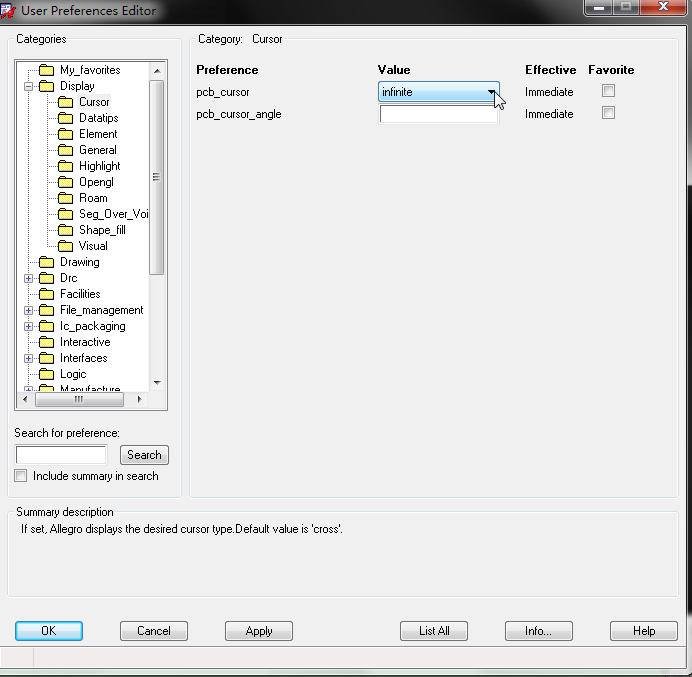 User Preferences Editor
Categories
My_favorites
Display
Cursor
Datatips
Element
General
Highlight
Opengl
Roam
Seg_Over_Voi
Shape_fill
Visual
Drawing
Drc
Facilities
File_management
Ic_packaging
Interactive
Interfaces
Logic
Manufacture
Search for preference:
Search
Include summary in search
Category: Cursor
Preference Value Effective Favorite
pcb_cursor infinite Immediate
pcb_cursor_angle Immediate
Summary description
If set, Allegro displays the desired cursor type.Default value is 'cross'.
OK Cancel Apply List All Info... Help